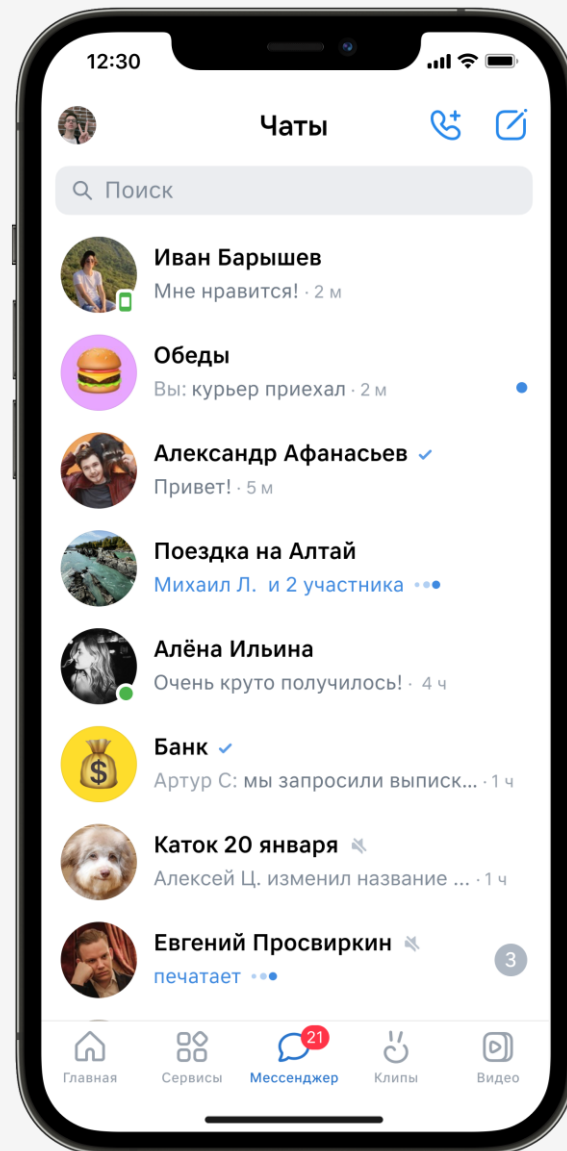 12:30
Чаты
Поиск
Иван Барышев
Мне нравится! · 2 м
Обеды
Вы: курьер приехал · 2 м
Александр Афанасьев
Привет! · 5 м
Поездка на Алтай
Михаил Л.  и 2 участника
Алёна Ильина
Очень круто получилось! · 4 ч
Банк
$
Артур С: мы запросили выписк... · 1 ч
Каток 20 января
Алексей Ц. изменил название ... · 1 ч
Евгений Просвиркин
печатает
3
21
Главная Сервисы Мессенджер Клипы Видео